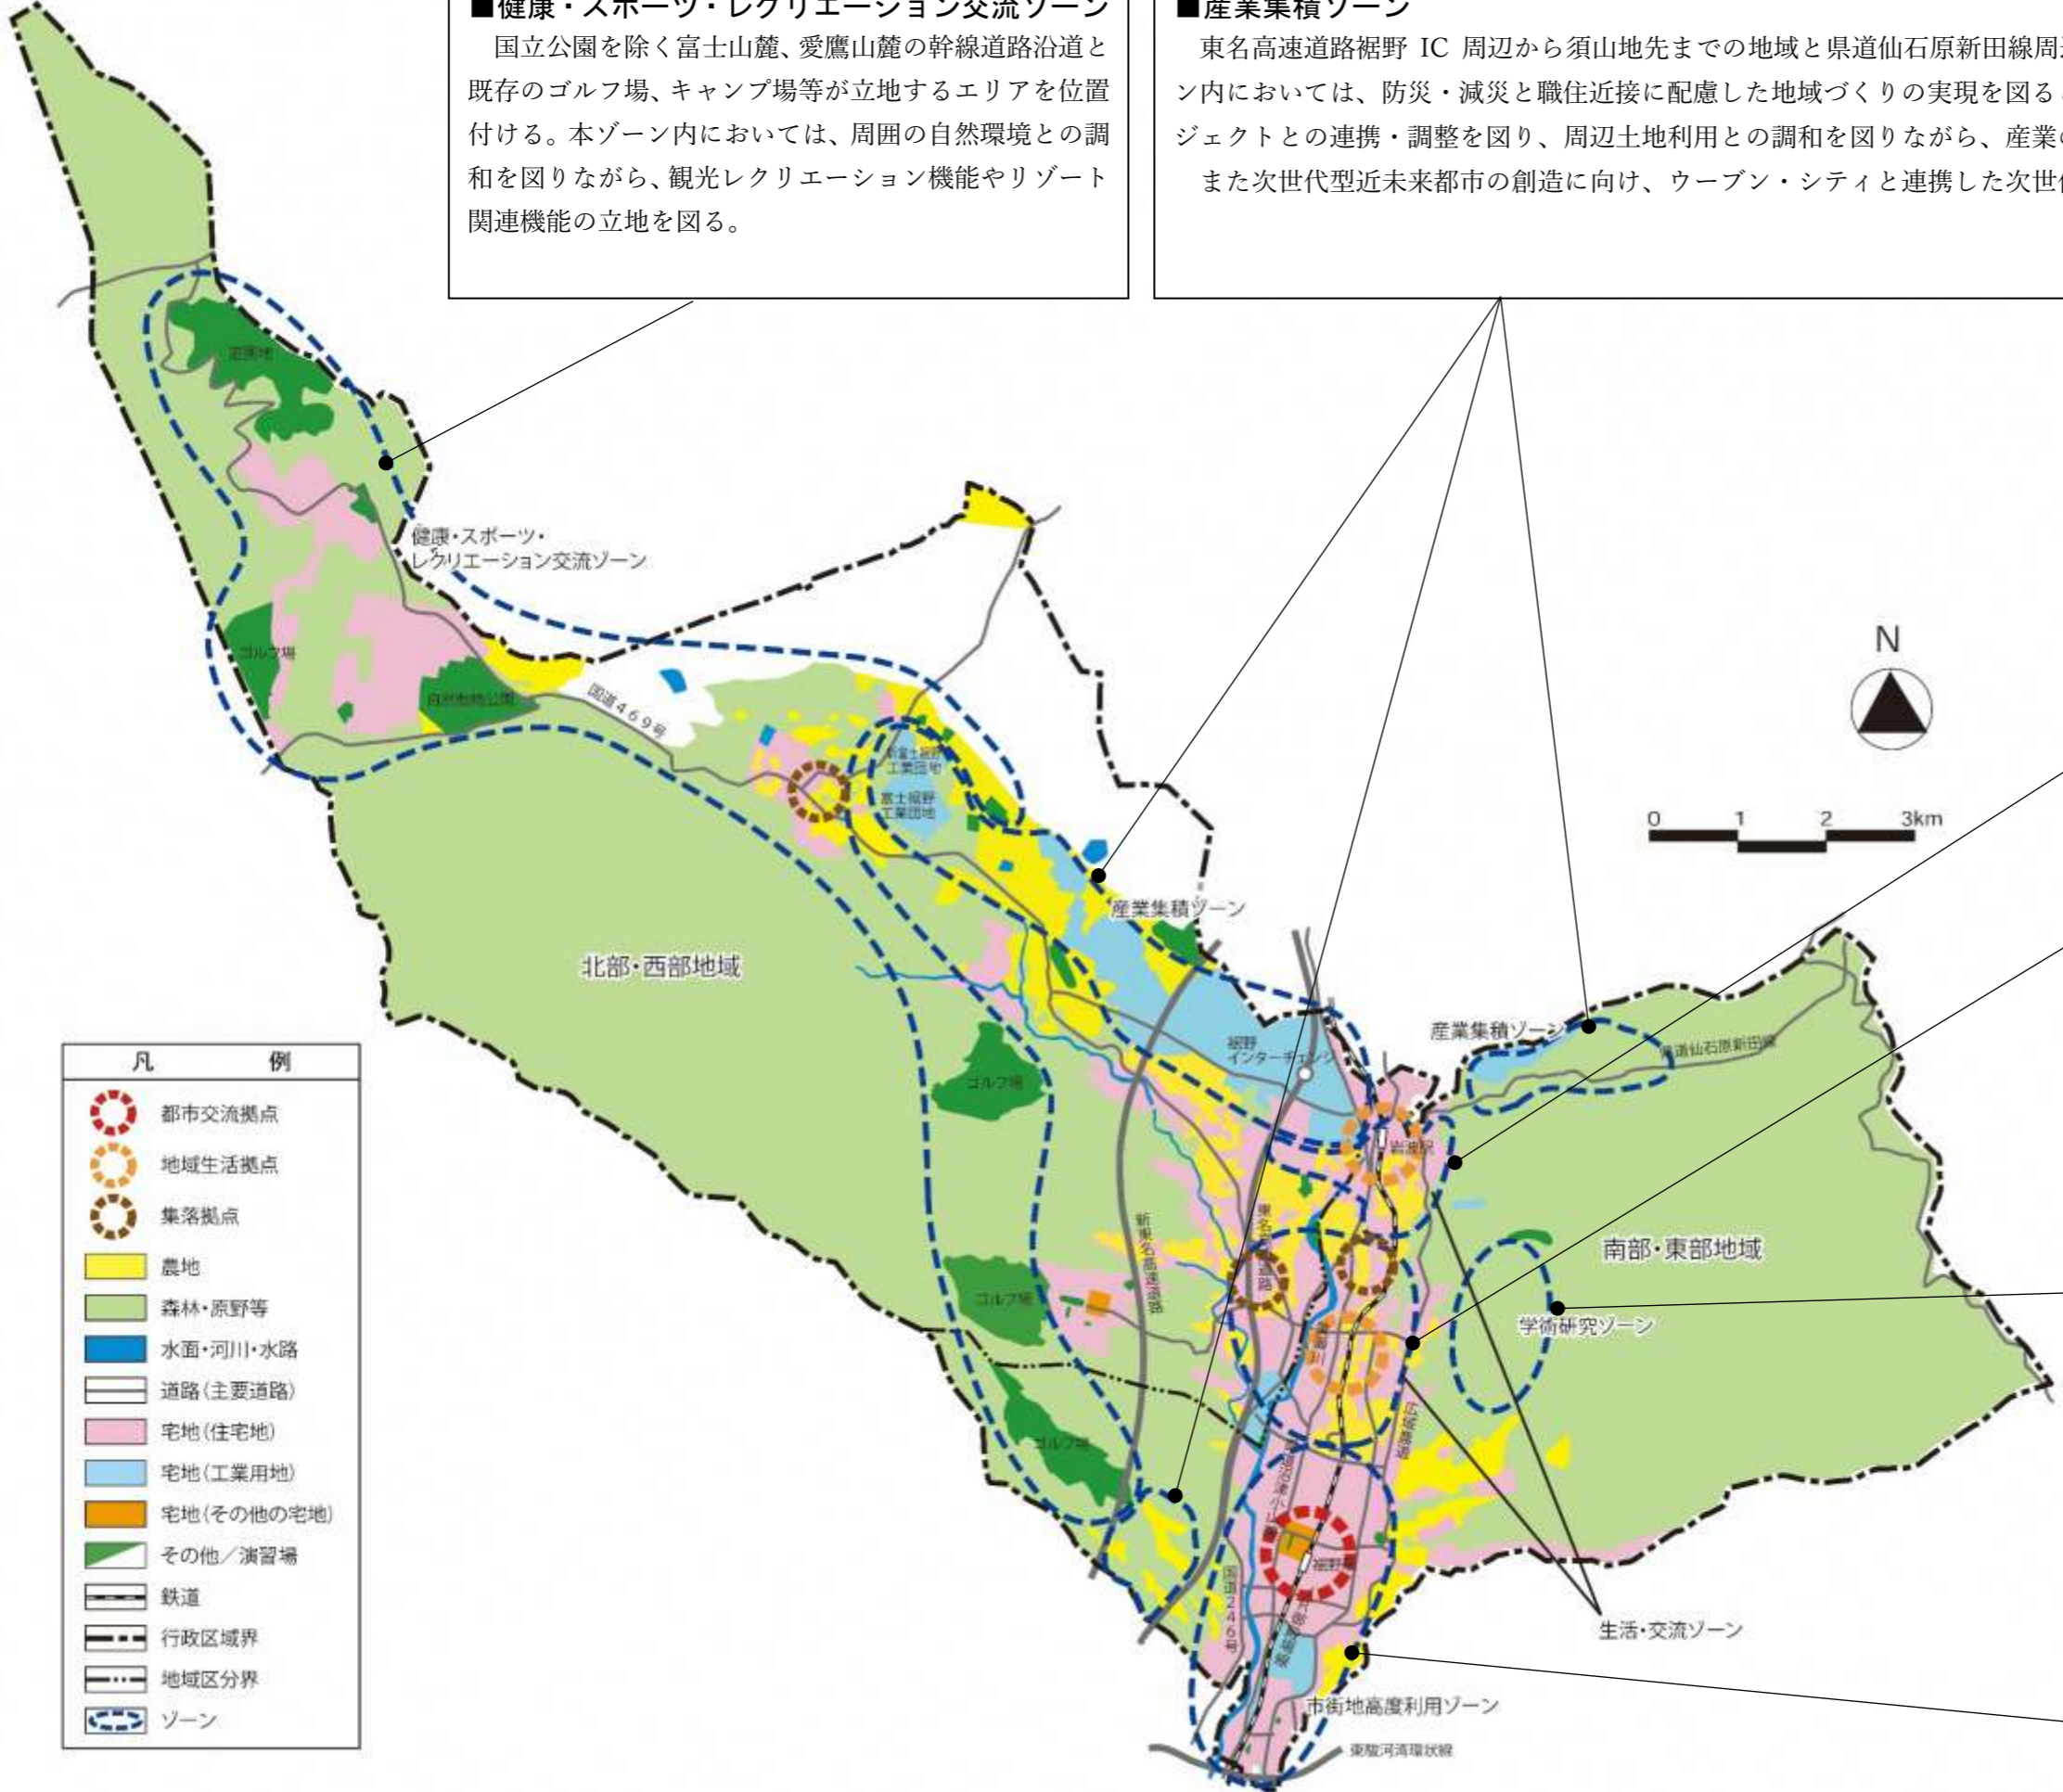 ■健康・スポーツ・レクリエーション交流ゾーン
国立公園を除く富士山麓、愛鷹山麓の幹線道路沿道と
既存のゴルフ場、キャンプ場等が立地するエリアを位置
付ける。本ゾーン内においては、周囲の自然環境との調
和を図りながら、観光レクリエーション機能やリゾート
関連機能の立地を図る。
■産業集積ゾーン
東名高速道路裾野 IC 周辺から須山地先までの地域と県道仙石原新田線周
ン内においては、防災・減災と職住近接に配慮した地域づくりの実現を図る
ジェクトとの連携・調整を図り、周辺土地利用との調和を図りながら、産業の
また次世代型近未来都市の創造に向け、ウーブン・シティと連携した次世
遊園地
健康・スポーツ・
レクリエーション交流ゾーン
ゴルフ場
自然動物公園
国道469号
新富士裾野
工業団地
富士裾野
工業団地
N
0 1 2 3km
産業集積ゾーン
北部・西部地域
裾野
インターチェンジ
産業集積ゾーン
県道仙石原新田線
ゴルフ場
岩波駅
新東名高速道路
東名
道路
南部・東部地域
学術研究ゾーン
ゴルフ場
広域農道
ゴルフ場
裾野駅
国道246号
生活・交流ゾーン
市街地高度利用ゾーン
東駿河湾環状線
凡 例
都市交流拠点
地域生活拠点
集落拠点
農地
森林・原野等
水面・河川・水路
道路(主要道路)
宅地(住宅地)
宅地(工業用地)
宅地(その他の宅地)
その他/演習場
鉄道
行政区域界
地域区分界
ゾーン